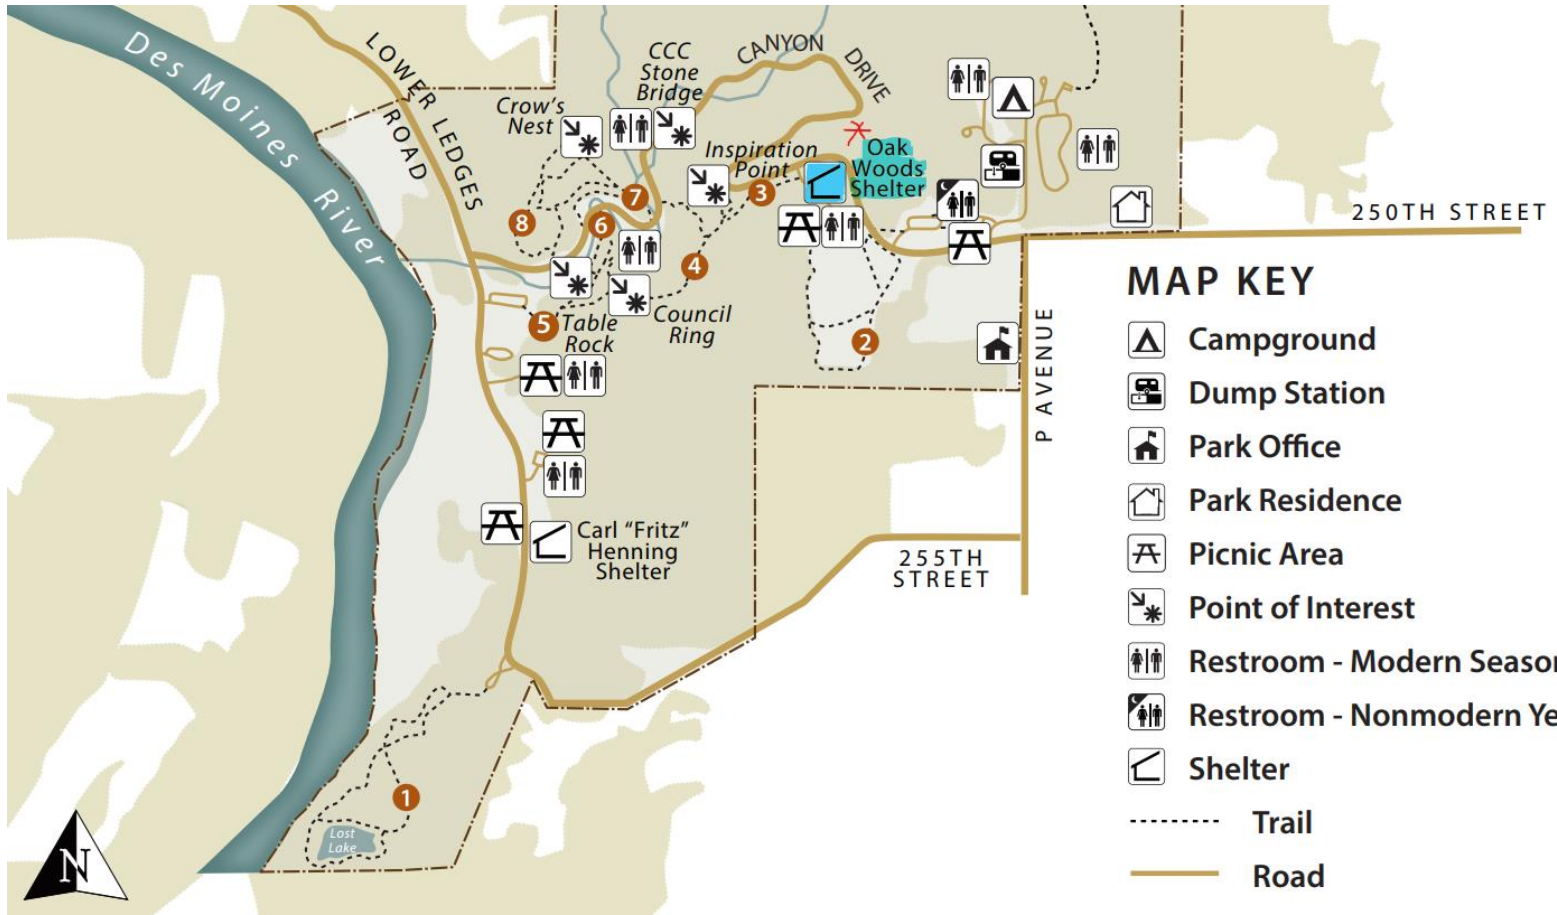 Des Moines River
LOWER LEDGES
ROAD
CCC
Stone
Bridge
CANYON DRIVE
Crow's
Nest
Inspiration
Point
Oak
Woods
Shelter
3
7
8
6
250TH STREET
4
Council
Ring
5
Table
Rock
2
P AVENUE
Carl “Fritz”
Henning
Shelter
255TH
STREET
1
Lost
Lake
N
MAP KEY
Campground
Dump Station
Park Office
Park Residence
Picnic Area
Point of Interest
Restroom - Modern Season
Restroom - Nonmodern Ye
Shelter
Trail
Road